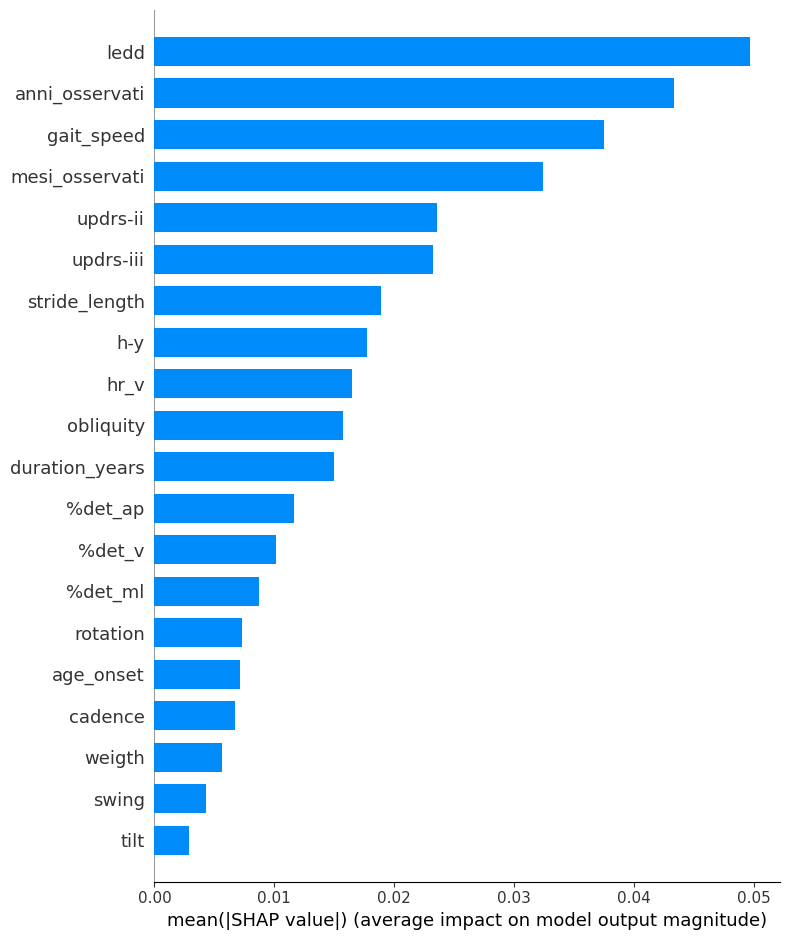 ledd
anni_osservati
gait_speed
mesi_osservati
updrs-ii
updrs-iii
stride_length
h-y
hr_v
obliquity
duration_years
%det_ap
%det_v
%det_ml
rotation
age_onset
cadence
weigth
swing
tilt
0.00 0.01 0.02 0.03 0.04 0.05
mean(|SHAP value|) (average impact on model output magnitude)